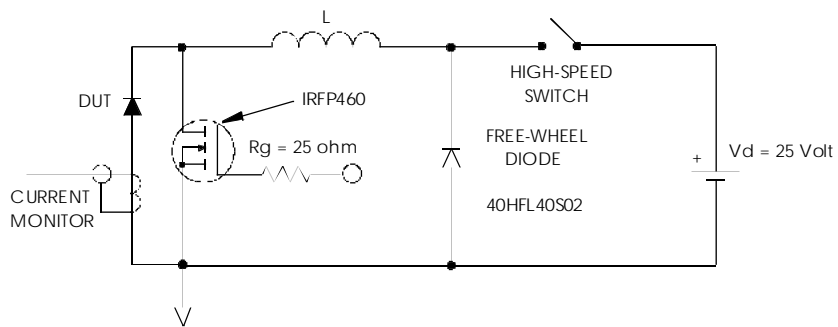 L
HIGH-SPEED
SWITCH
DUT
IRFP460
Rg = 25 ohm
FREE-WHEEL
DIODE
40HFL40S02
+
Vd = 25 Volt
CURRENT
MONITOR